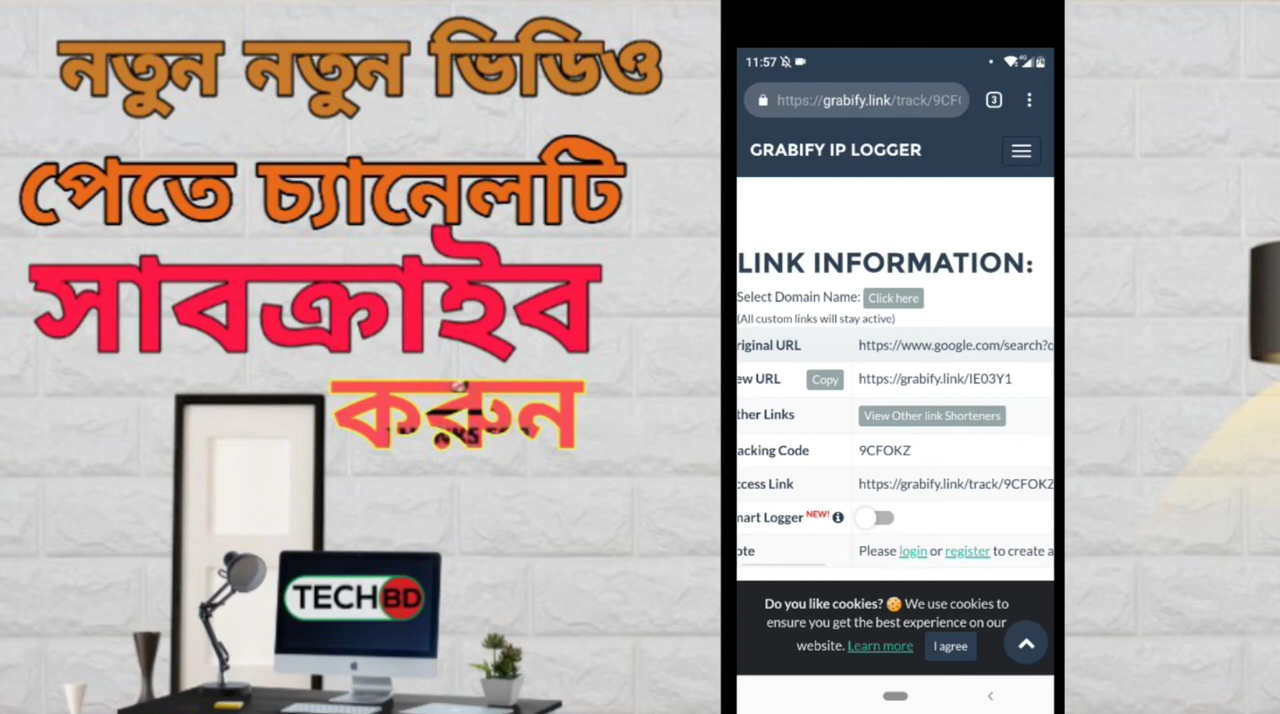 নতুন নতুন ভিডিও
পেতে চ্যানেলটি
সাবক্রাইব
করুন
TECH BD
11:57
https://grabify.link/track/9CF
3
GRABIFY IP LOGGER
LINK INFORMATION:
Select Domain Name: Click here
(All custom links will stay active)
riginal URL https://www.google.com/search?q
ew URL Copy https://grabify.link/IE03Y1
ther Links View Other link Shorteners
acking Code 9CFOKZ
ccess Link https://grabify.link/track/9CFOKZ
mart Logger NEW!
ote Please login or register to create a
Do you like cookies? 🍪 We use cookies to
ensure you get the best experience on our
website. Learn more I agree